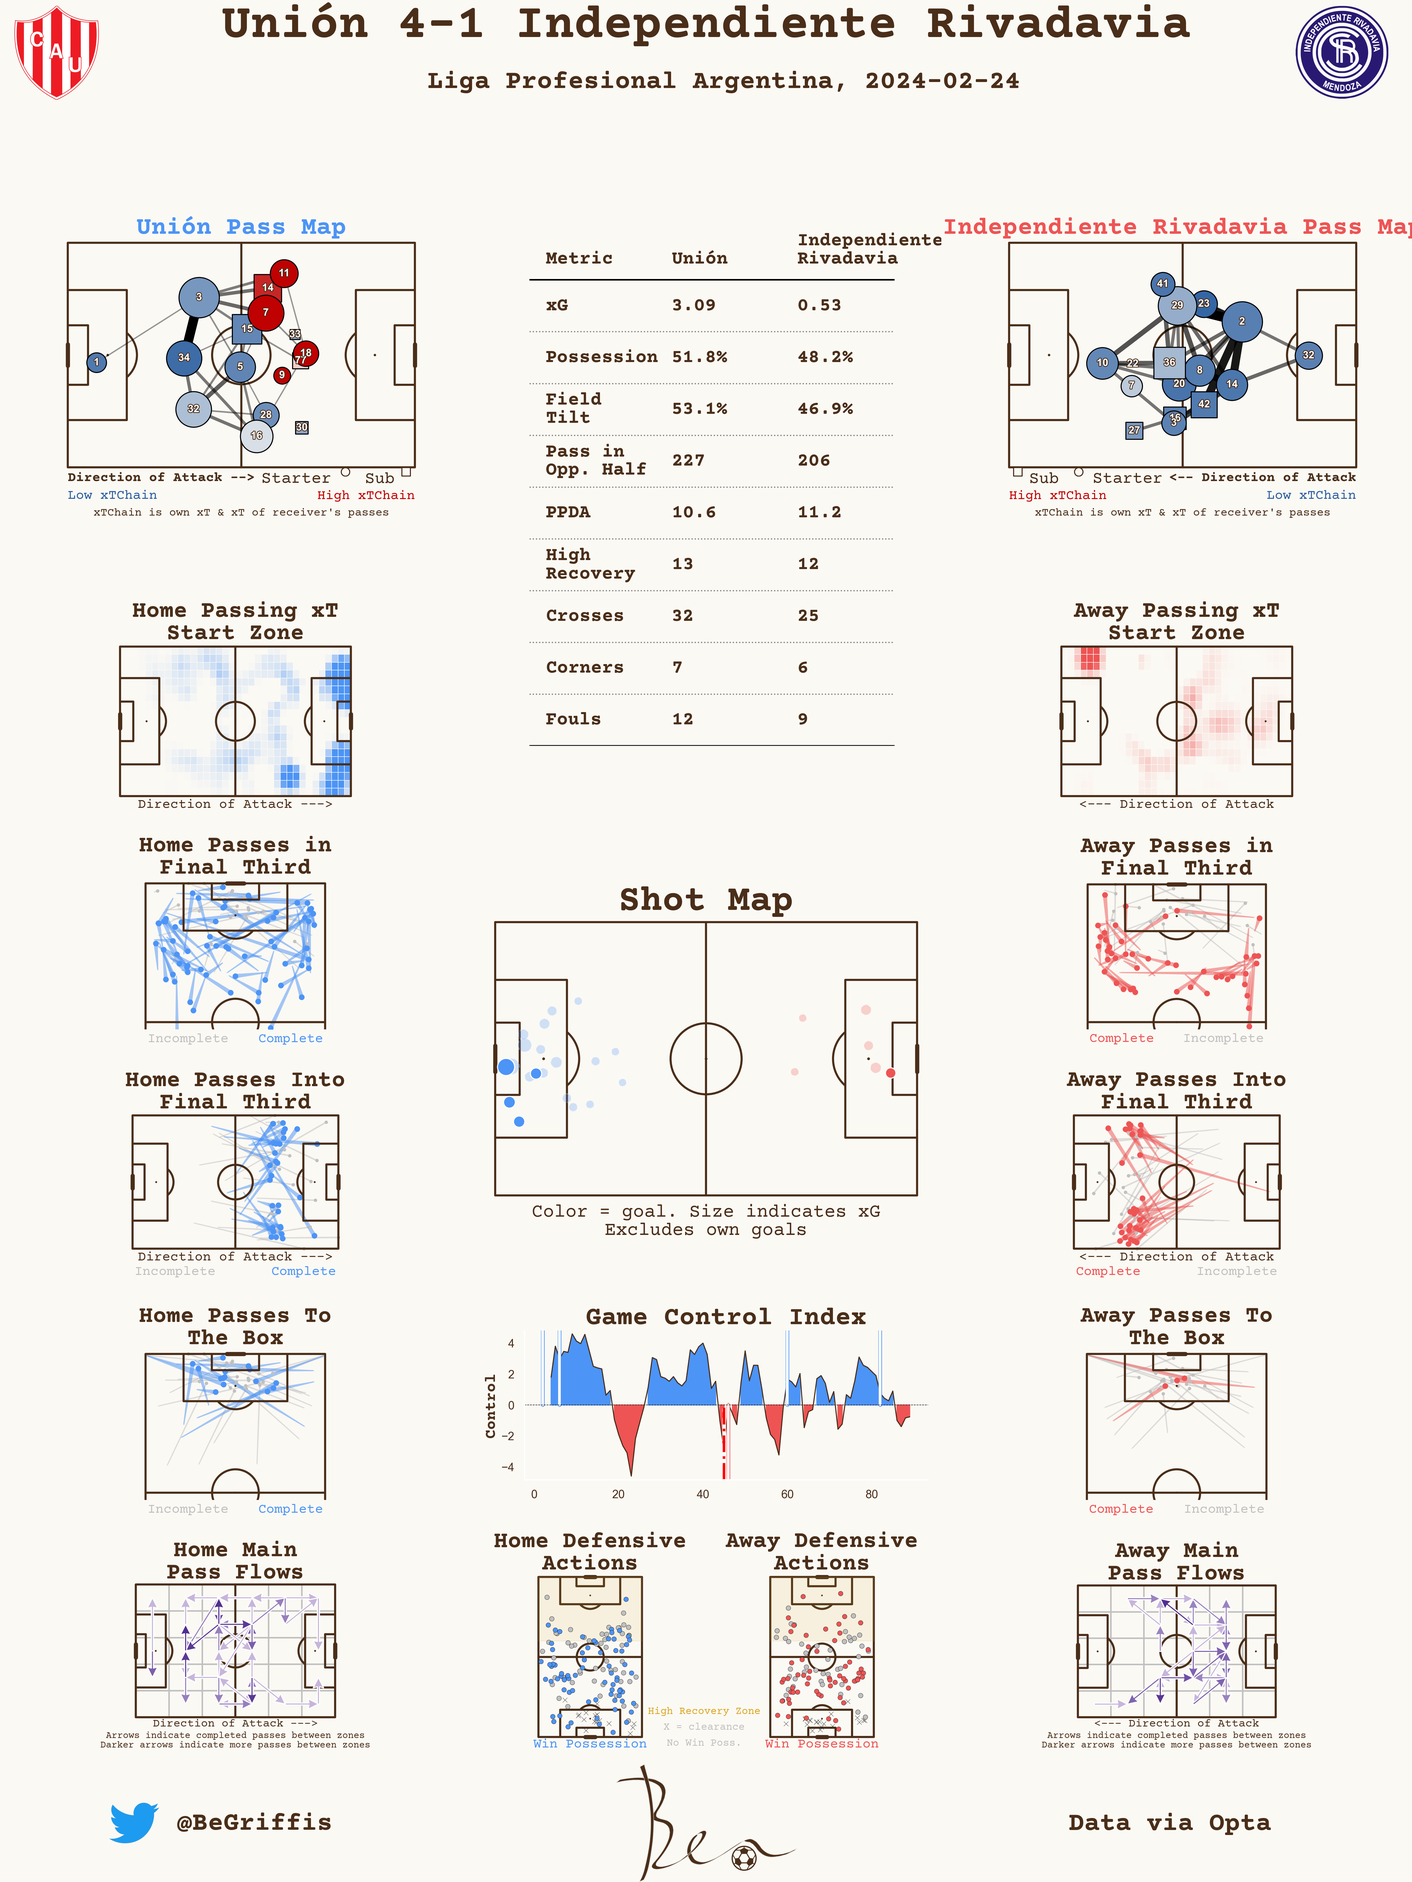 Unión 4-1 Independiente Rivadavia
Liga Profesional Argentina, 2024-02-24
C
A
U
INDEPENDIENTE RIVADAVIA
MENDOZA
Unión Pass Map
1
3
34
32
5
15
7
14
11
33
18
77
9
28
16
30
Direction of Attack --> Starter Sub
Low xTChain High xTChain
xTChain is own xT & xT of receiver's passes
Metric Unión Independiente
Rivadavia
xG 3.09 0.53
Possession 51.8% 48.2%
Field
Tilt 53.1% 46.9%
Pass in
Opp. Half 227 206
PPDA 10.6 11.2
High
Recovery 13 12
Crosses 32 25
Corners 7 6
Fouls 12 9
Independiente Rivadavia Pass Map
41
29
23
2
32
10
22
36
8
7
20
14
42
16
3
27
Sub Starter <-- Direction of Attack
High xTChain Low xTChain
xTChain is own xT & xT of receiver's passes
Home Passing xT
Start Zone
Direction of Attack --->
Away Passing xT
Start Zone
<--- Direction of Attack
Home Passes in
Final Third
Incomplete Complete
Away Passes in
Final Third
Complete Incomplete
Shot Map
Color = goal. Size indicates xG
Excludes own goals
Home Passes Into
Final Third
Direction of Attack --->
Incomplete Complete
Away Passes Into
Final Third
<--- Direction of Attack
Complete Incomplete
Home Passes To
The Box
Incomplete Complete
Game Control Index
Control
4
2
0
−2
−4
0 20 40 60 80
Away Passes To
The Box
Complete Incomplete
Home Main
Pass Flows
Direction of Attack --->
Arrows indicate completed passes between zones
Darker arrows indicate more passes between zones
Home Defensive
Actions
Win Possession
High Recovery Zone
X = clearance
No Win Poss.
Away Defensive
Actions
Win Possession
Away Main
Pass Flows
<--- Direction of Attack
Arrows indicate completed passes between zones
Darker arrows indicate more passes between zones
@BeGriffis
Data via Opta